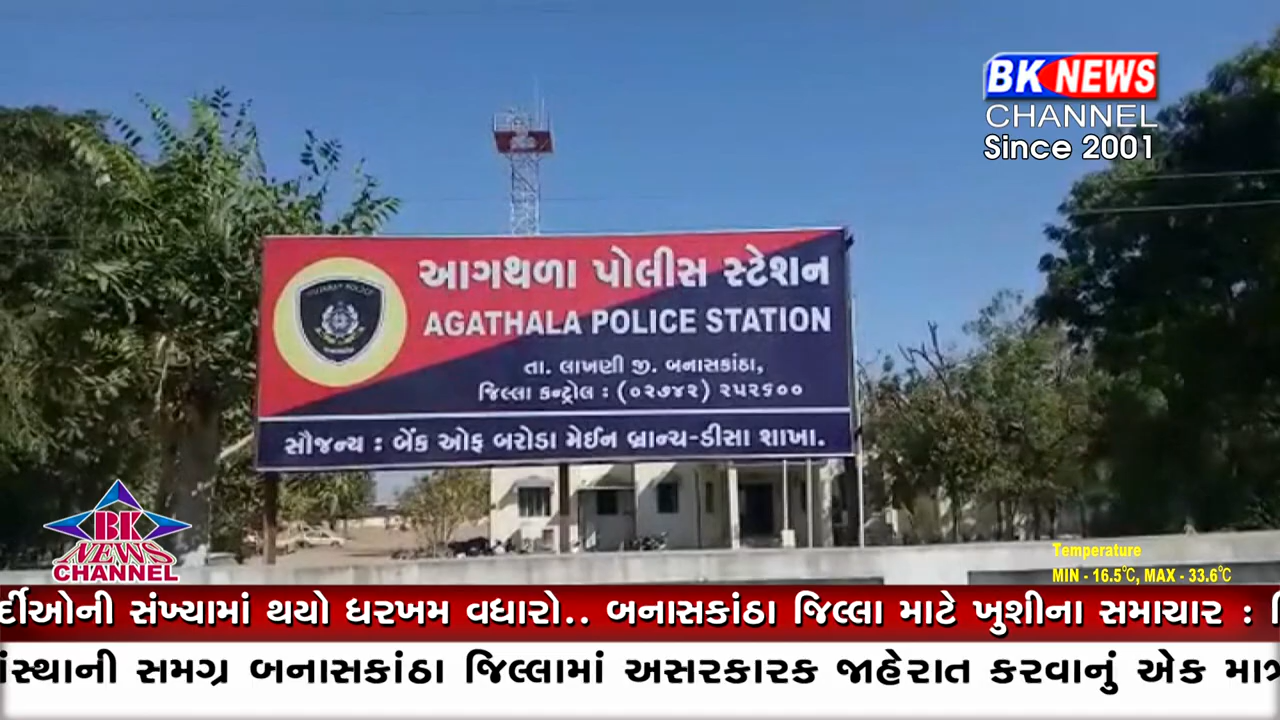 BK NEWS
CHANNEL
Since 2001
આગથળા પોલીસ સ્ટેશન
AGATHALA POLICE STATION
તા. લાખણી જી. બનાસકાંઠા,
જિલ્લા કન્ટ્રોલ : (૦૨૭૪૨) ૨૫૨૬૦૦
સૌજન્ય : બેંક ઓફ બરોડા મેઈન બ્રાન્ચ-ડીસા શાખા.
BK
NEWS
CHANNEL
Temperature
MIN - 16.5℃, MAX - 33.6℃
ર્દીઓની સંખ્યામાં થયો ધરખમ વધારો.. બનાસકાંઠા જિલ્લા માટે ખુશીના સમાચાર :
સંસ્થાની સમગ્ર બનાસકાંઠા જિલ્લામાં અસરકારક જાહેરાત કરવાનું એક માત્ર